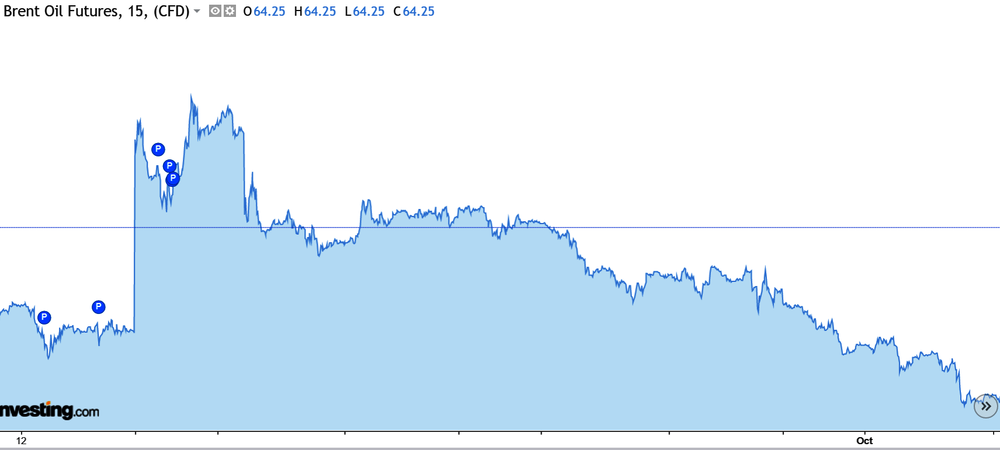 Brent Oil Futures, 15, (CFD) O64.25 H64.25 L64.25 C64.25
P
P
P
P
P
nvesting.com
12 Oct